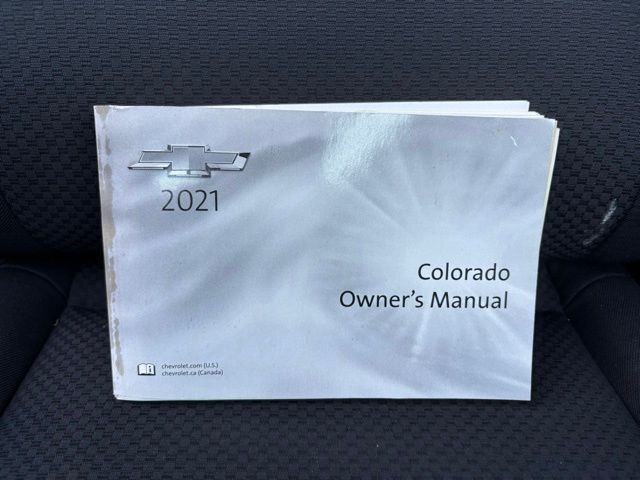 2021
Colorado
Owner's Manual
chevrolet.com (U.S.)
chevrolet.ca (Canada)